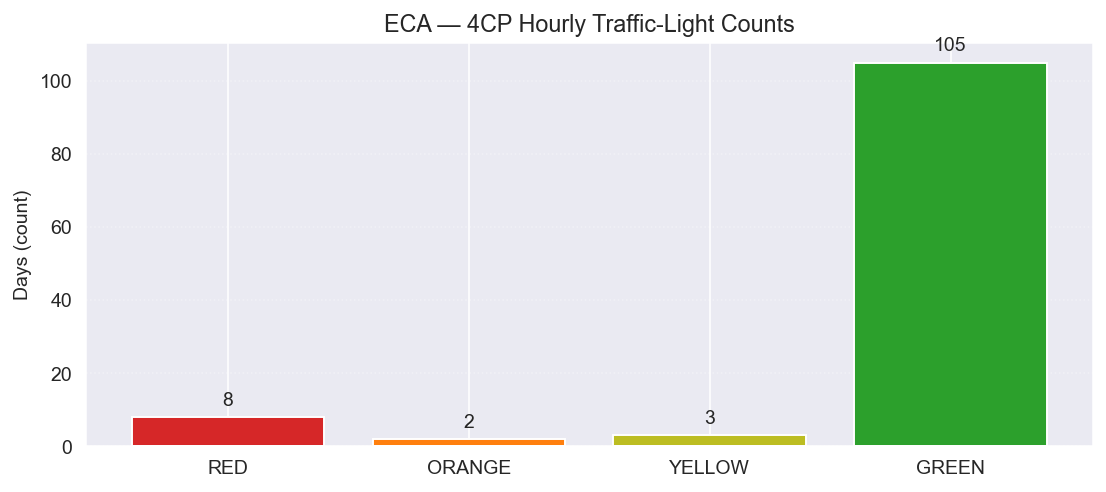 ECA — 4CP Hourly Traffic-Light Counts
105
100
80
60
40
20
0
Days (count)
8
2
3
RED
ORANGE
YELLOW
GREEN